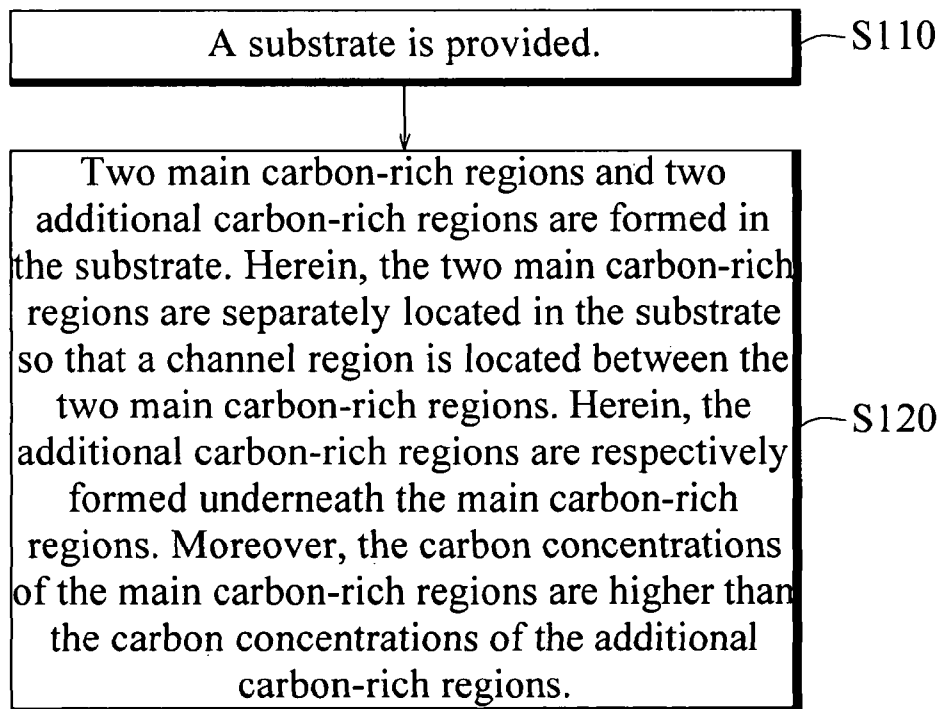 A substrate is provided.
S110
Two main carbon-rich regions and two
additional carbon-rich regions are formed in
the substrate. Herein, the two main carbon-rich
regions are separately located in the substrate
so that a channel region is located between the
two main carbon-rich regions. Herein, the
additional carbon-rich regions are respectively
formed underneath the main carbon-rich
regions. Moreover, the carbon concentrations
of the main carbon-rich regions are higher than
the carbon concentrations of the additional
carbon-rich regions.
S120